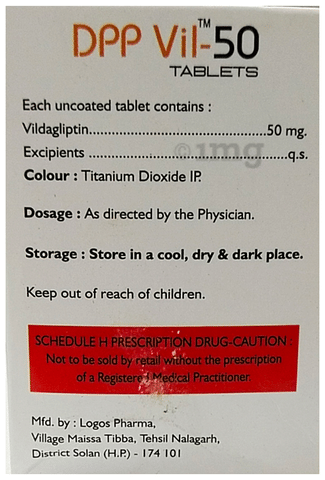 DPP Vil™-50
TABLETS
Each uncoated tablet contains :
Vildagliptin..................................50 mg.
Excipients ......................................q.s.
©1mg
Colour : Titanium Dioxide IP.
Dosage : As directed by the Physician.
Storage : Store in a cool, dry & dark place.
Keep out of reach of children.
SCHEDULE H PRESCRIPTION DRUG-CAUTION :
Not to be sold by retail without the prescription
of a Registered Medical Practitioner.
Mfd. by : Logos Pharma,
Village Maissa Tibba, Tehsil Nalagarh,
District Solan (H.P.) - 174 101